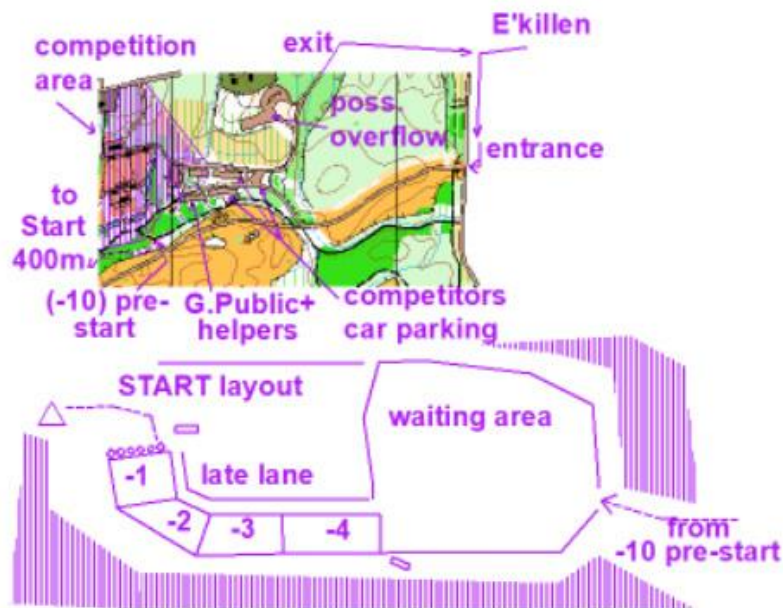 E'killen
competition
area
exit
poss.
overflow
entrance
to
Start
400m
(-10) pre-
start
G.Public+
helpers
competitors
car parking
START layout
waiting area
-1
late lane
-2
-3
-4
from
-10 pre-start